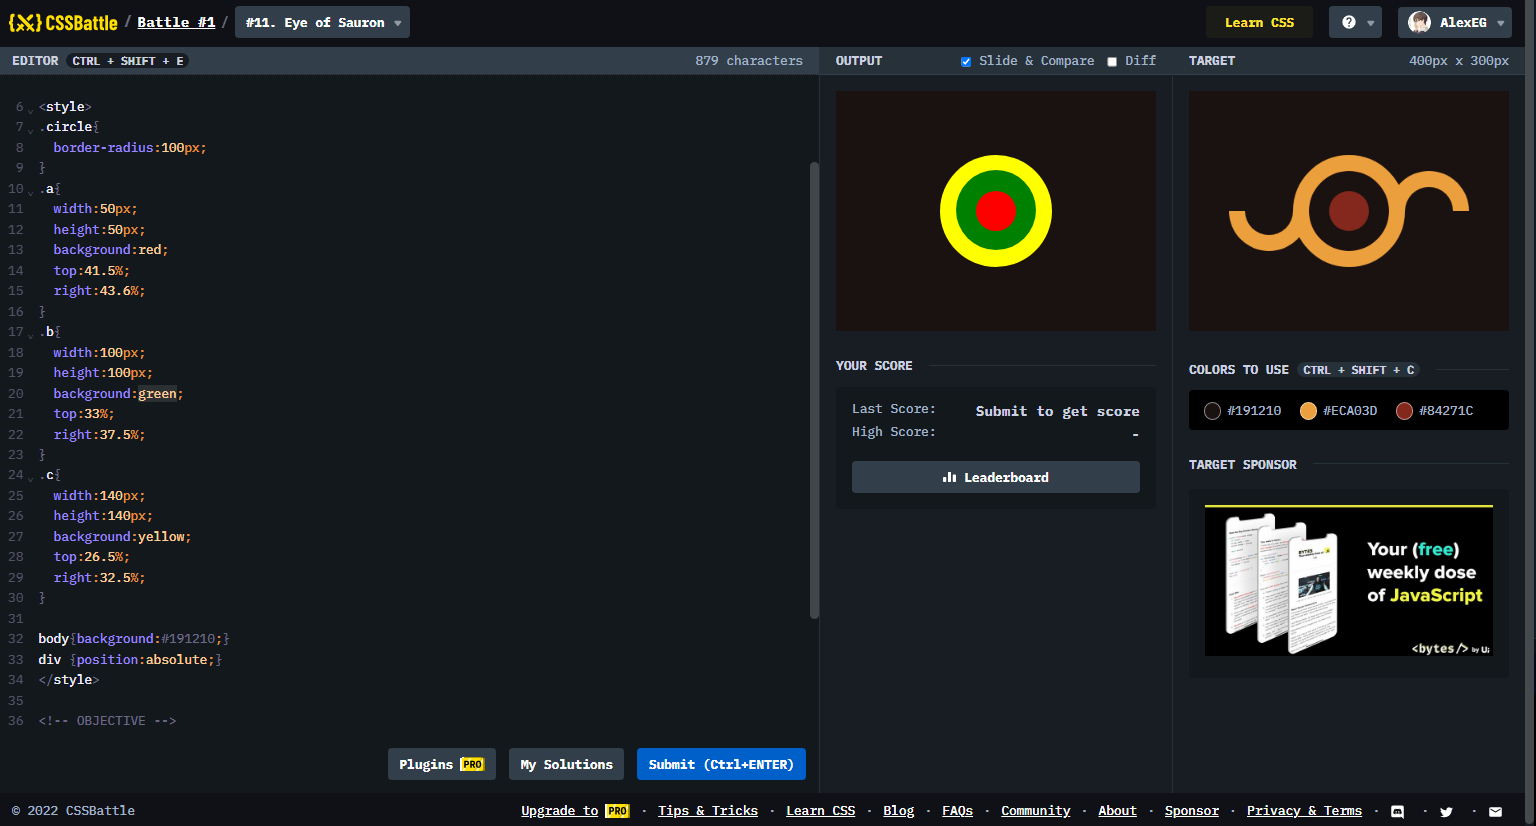 {X} CSSBattle / Battle #1 / #11. Eye of Sauron
Learn CSS
?
AlexEG
EDITOR CTRL + SHIFT + E
879 characters
OUTPUT
Slide & Compare
Diff
TARGET
400px x 300px
6 <style>
7 .circle{
8 border-radius:100px;
9 }
10 .a{
11 width:50px;
12 height:50px;
13 background:red;
14 top:41.5%;
15 right:43.6%;
16 }
17 .b{
18 width:100px;
19 height:100px;
20 background:green;
21 top:33%;
22 right:37.5%;
23 }
24 .c{
25 width:140px;
26 height:140px;
27 background:yellow;
28 top:26.5%;
29 right:32.5%;
30 }
31
32 body{background:#191210;}
33 div {position:absolute;}
34 </style>
35
36 <!-- OBJECTIVE -->
Plugins PRO
My Solutions
Submit (Ctrl+ENTER)
YOUR SCORE
Last Score: Submit to get score
High Score: -
Leaderboard
COLORS TO USE CTRL + SHIFT + C
#191210 #ECA03D #84271C
TARGET SPONSOR
BYTES
Your (free)
weekly dose
of JavaScript
<bytes/> by Ui
© 2022 CSSBattle
Upgrade to PRO · Tips & Tricks · Learn CSS · Blog · FAQs · Community · About · Sponsor · Privacy & Terms · · ·